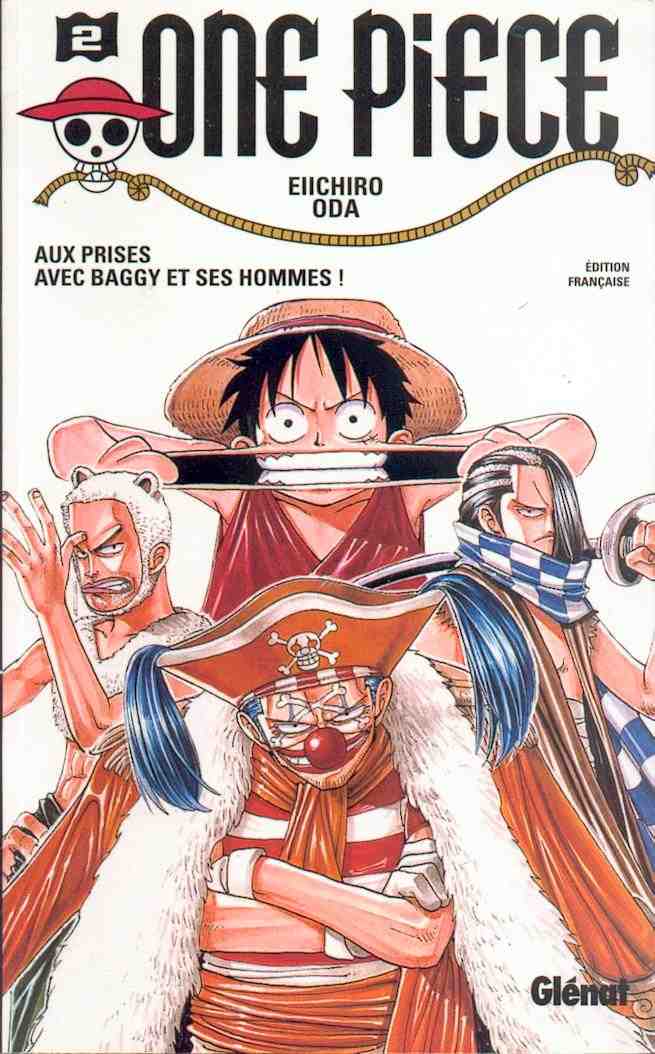 2
ONE PIECE
EIICHIRO
ODA
AUX PRISES
AVEC BAGGY ET SES HOMMES !
ÉDITION
FRANÇAISE
Glénat